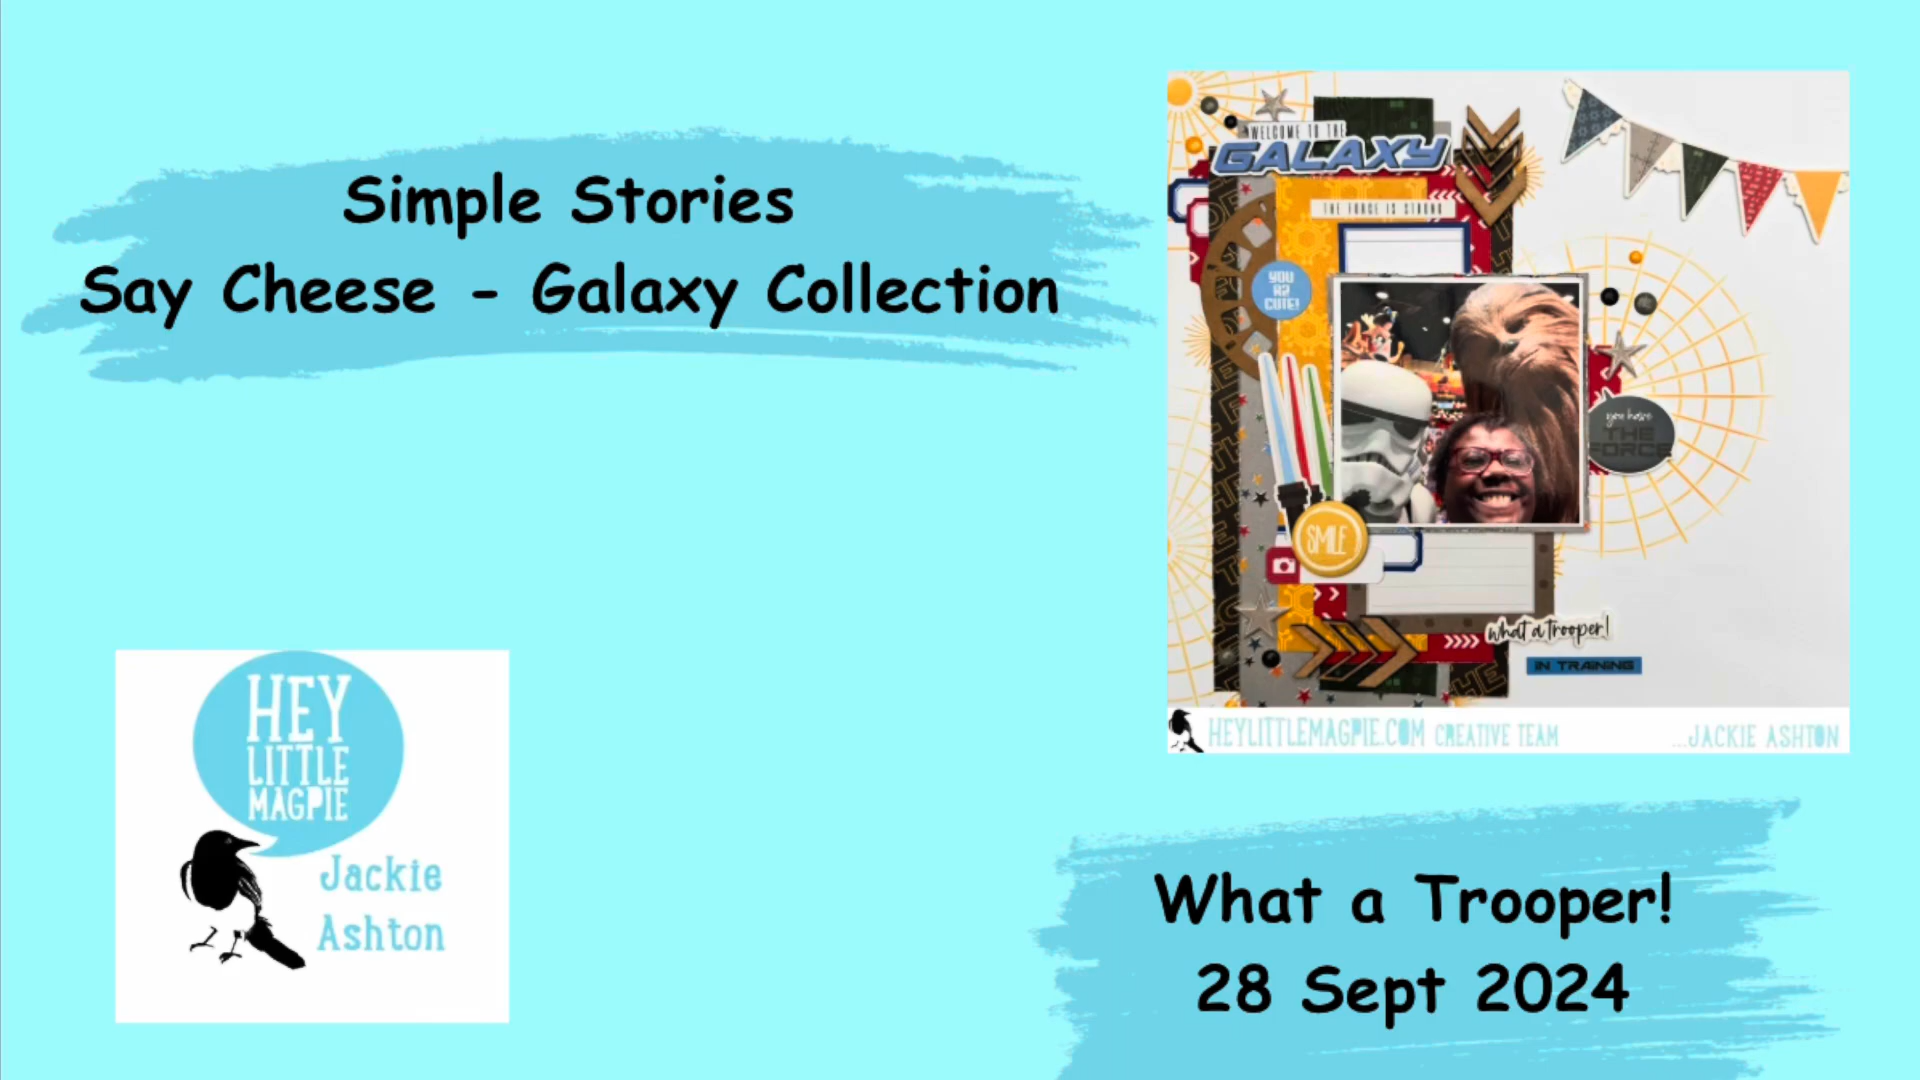 Simple Stories
Say Cheese - Galaxy Collection
WELCOME TO THE
GALAXY
THE FORCE IS STRONG
YOU
R2
CUTE!
you have
THE
FORCE
SMILE
what a trooper!
IN TRAINING
HEYLITTLEMAGPIE.COM CREATIVE TEAM
...JACKIE ASHTON
HEY
LITTLE
MAGPIE
Jackie
Ashton
What a Trooper!
28 Sept 2024